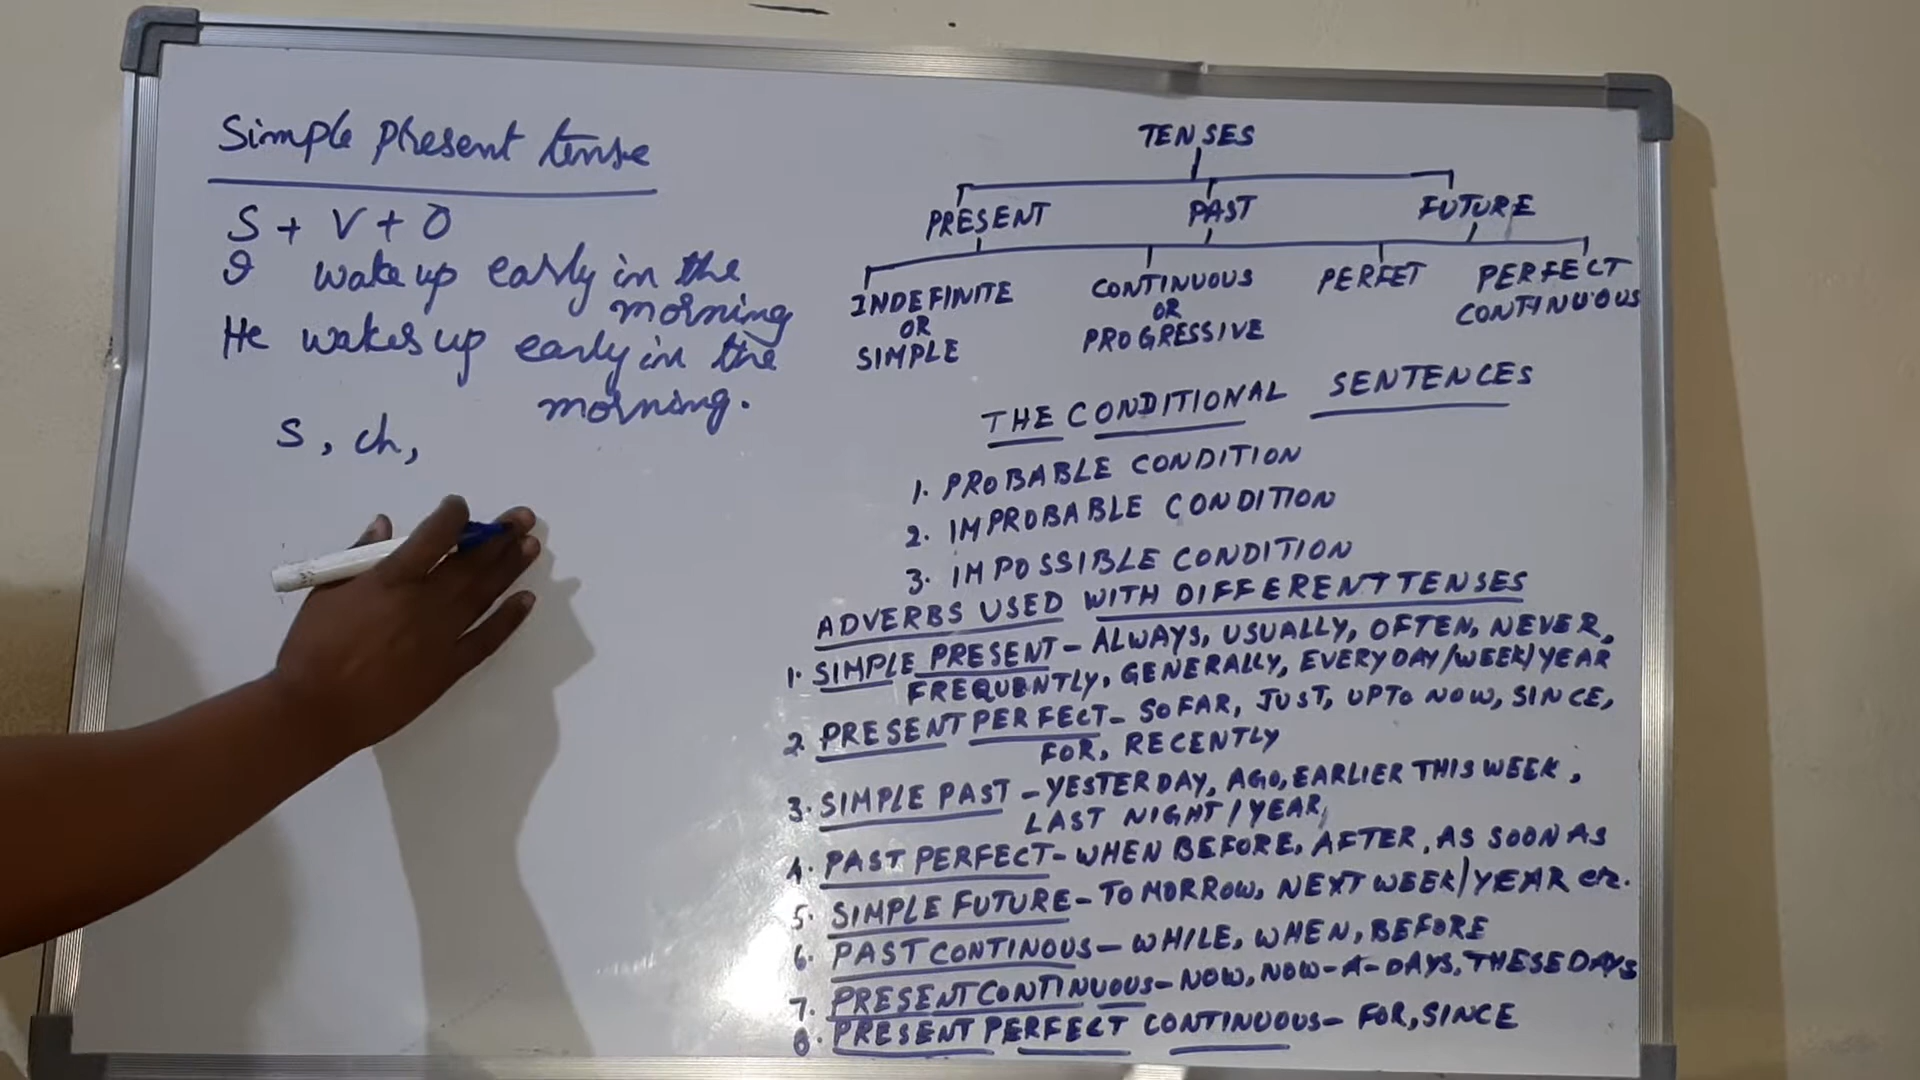 Simple present tense
S + V + O
I wake up early in the
morning
He wakes up early in the
morning.
s, ch,
TENSES
PRESENT PAST FUTURE
INDEFINITE
OR
SIMPLE
CONTINUOUS
OR
PROGRESSIVE
PERFET
PERFECT
CONTINUOUS
THE CONDITIONAL SENTENCES
1. PROBABLE CONDITION
2. IMPROBABLE CONDITION
3. IMPOSSIBLE CONDITION
ADVERBS USED WITH DIFFERENT TENSES
1. SIMPLE PRESENT - ALWAYS, USUALLY, OFTEN, NEVER,
FREQUENTLY, GENERALLY, EVERYDAY/WEEK/YEAR
2. PRESENT PERFECT - SO FAR, JUST, UPTO NOW, SINCE,
FOR, RECENTLY
3. SIMPLE PAST - YESTERDAY, AGO, EARLIER THIS WEEK,
LAST NIGHT/YEAR,
4. PAST PERFECT - WHEN BEFORE, AFTER, AS SOON AS
5. SIMPLE FUTURE - TOMORROW, NEXT WEEK/YEAR etc.
6. PAST CONTINOUS - WHILE, WHEN, BEFORE
7. PRESENT CONTINUOUS - NOW, NOW-A-DAYS, THESE DAYS
8. PRESENT PERFECT CONTINUOUS - FOR, SINCE